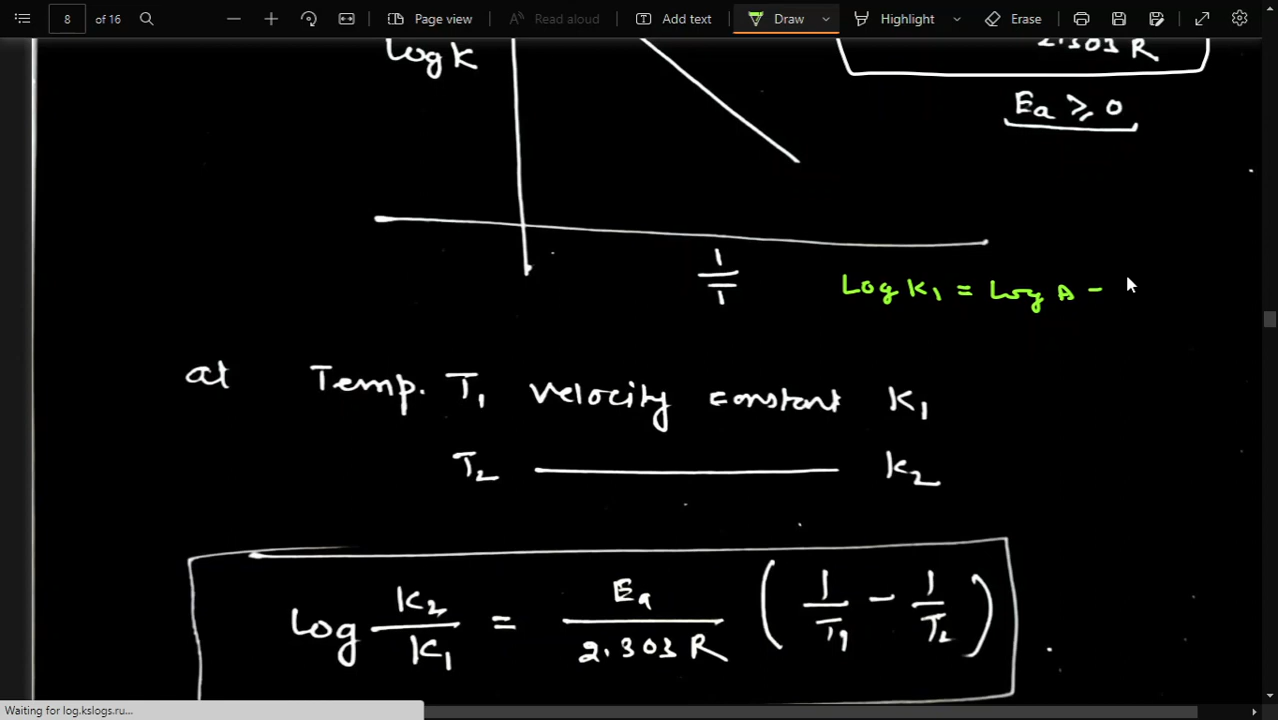 8 of 16 Page view Read aloud Add text Draw Highlight Erase
log K
2.303 R
Ea ⩾ 0
1/T
Log K1 = Log A -
at Temp. T1 velocity constant K1
T2 ——— K2
log K2/K1 = Ea/2.303 R (1/T1 - 1/T2)
Waiting for log.kslogs.ru...